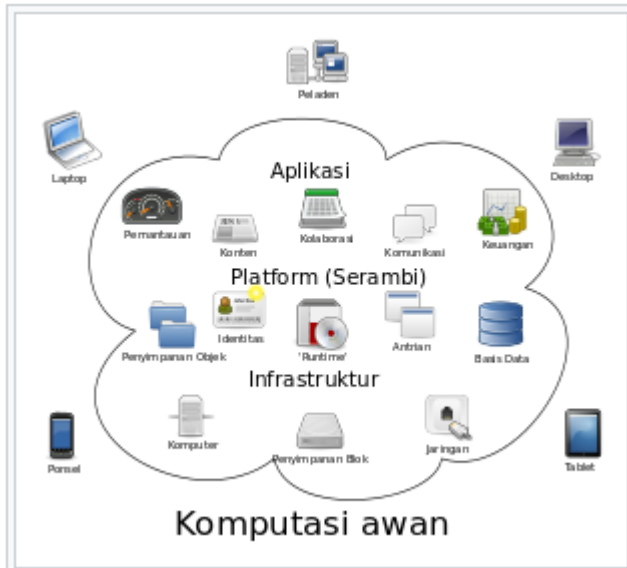 Peladen
Laptop
Desktop
Aplikasi
Pemantauan
Konten
Kolaborasi
Komunikasi
Keuangan
Platform (Serambi)
Penyimpanan Objek
Identitas
'Runtime'
Antrian
Basis Data
Infrastruktur
Komputer
Penyimpanan Blok
Jaringan
Ponsel
Tablet
Komputasi awan